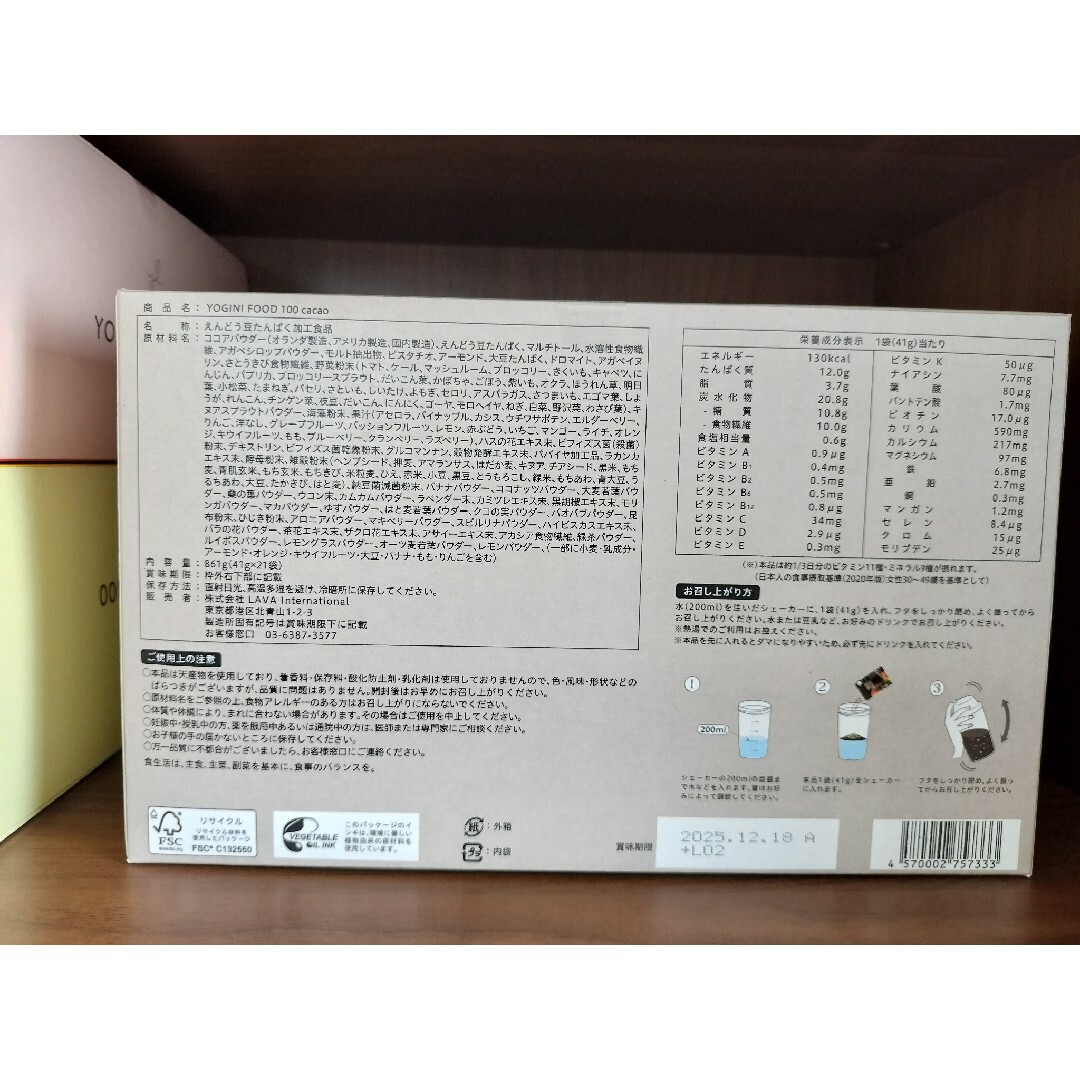 YO
OO
商品名： YOGINI FOOD 100 cacao
名称：えんどう豆たんぱく加工食品
原材料名：ココアパウダー(オランダ製造、アメリカ製造、国内製造)、えんどう豆たんぱく、マルチトール、水溶性食物繊
維、アガベシロップパウダー、モルト抽出物、ピスタチオ、アーモンド、大豆たんぱく、ドロマイト、アガベイヌ
リン、さとうきび食物繊維、野菜粉末(トマト、ケール、マッシュルーム、ブロッコリー、きくいも、キャベツ、に
んじん、パプリカ、ブロッコリースプラウト、だいこん葉、かぼちゃ、ごぼう、紫いも、オクラ、ほうれん草、明日
葉、小松菜、たまねぎ、パセリ、さといも、しいたけ、よもぎ、セロリ、アスパラガス、さつまいも、エゴマ葉、しょ
うが、れんこん、チンゲン菜、枝豆、だいこん、にんにく、ゴーヤ、モロヘイヤ、ねぎ、白菜、野沢菜、わさび葉)、キ
ヌアスプラウトパウダー、海藻粉末、果汁(アセロラ、パイナップル、カシス、ウチワサボテン、エルダーベリー、
りんご、洋なし、グレープフルーツ、パッションフルーツ、レモン、赤ぶどう、いちご、マンゴー、ライチ、オレン
ジ、キウイフルーツ、もも、ブルーベリー、クランベリー、ラズベリー)、ハスの花エキス末、ビフィズス菌(殺菌)
粉末、デキストリン、ビフィズス菌乾燥粉末、グルコマンナン、穀物発酵エキス末、パパイヤ加工品、ラカンカ
エキス末、酵母粉末、雑穀粉末(ヘンプシード、押麦、アマランサス、はだか麦、キヌア、チアシード、黒米、もち
麦、青肌玄米、もち玄米、もちきび、米粒麦、ひえ、赤米、小豆、黒豆、とうもろこし、緑米、もちあわ、青大豆、う
るちあわ、大豆、たかきび、はと麦)、納豆菌滅菌粉末、バナナパウダー、ココナッツパウダー、大麦若葉パウ
ダー、桑の葉パウダー、ウコン末、カムカムパウダー、ラベンダー末、カミツレエキス末、黒胡椒エキス末、モリ
ンガパウダー、マカパウダー、ゆずパウダー、はと麦若葉パウダー、クコの実パウダー、バオバブパウダー、昆
布粉末、ひじき粉末、アロニアパウダー、マキベリーパウダー、スピルリナパウダー、ハイビスカスエキス末、
バラの花パウダー、茶花エキス末、ザクロ花エキス末、アサイーエキス末、アカシア食物繊維、緑茶パウダー、
ルイボスパウダー、レモングラスパウダー、オーツ麦若葉パウダー、レモンパウダー、(一部に小麦・乳成分・
アーモンド・オレンジ・キウイフルーツ・大豆・バナナ・もも・りんごを含む)
内容量：861g(41g×21袋)
賞味期限：枠外右下部に記載
保存方法：直射日光、高温多湿を避け、冷暗所に保存してください。
販売者：株式会社 LAVA International
東京都港区北青山1-2-3
製造所固有記号は賞味期限下に記載
お客様窓口 03-6387-3577
ご使用上の注意
○本品は天産物を使用しており、着香料・保存料・酸化防止剤・乳化剤は使用しておりませんので、色・風味・形状などの
ばらつきがございますが、品質に問題はありません。開封後はお早めにお召し上がりください。
○原材料名をご参照の上、食物アレルギーのある方はお召し上がりにならないでください。
○体質や体調により、まれに合わない場合があります。その場合はご使用を中止してください。
○妊娠中・授乳中の方、薬を服用中あるいは通院中の方は、医師または専門家にご相談ください。
○お子様の手の届かないところに保存してください。
○万一品質に不都合がございましたら、お客様窓口にご連絡ください。
食生活は、主食、主菜、副菜を基本に、食事のバランスを。
FSC
リサイクル
リサイクル材料を
使用したパッケージ
FSC® C132560
VEGETABLE
OIL INK
このパッケージのイ
ンキは、環境に優しい
植物由来の原材料を
使用しています。
紙：外箱
プラ：内袋
栄養成分表示 1袋(41g)当たり
エネルギー 130kcal
たんぱく質 12.0g
脂質 3.7g
炭水化物 20.8g
- 糖質 10.8g
- 食物繊維 10.0g
食塩相当量 0.6g
ビタミン A 0.9μg
ビタミン B1 0.4mg
ビタミン B2 0.5mg
ビタミン B6 0.5mg
ビタミン B12 0.8μg
ビタミン C 34mg
ビタミン D 2.9μg
ビタミン E 0.3mg
ビタミン K 50μg
ナイアシン 7.7mg
葉酸 80μg
パントテン酸 1.7mg
ビオチン 17.0μg
カリウム 590mg
カルシウム 217mg
マグネシウム 97mg
鉄 6.8mg
亜鉛 2.7mg
銅 0.3mg
マンガン 1.2mg
セレン 8.4μg
クロム 15μg
モリブデン 25μg
(※)本品は約1/3日分のビタミン11種・ミネラル9種が摂れます。
(日本人の食事摂取基準(2020年版)女性30～49歳を基準として)
お召し上がり方
水(200ml)を注いだシェーカーに、1袋(41g)を入れ、フタをしっかり閉め、よく振ってから
お召し上がりください。水または豆乳など、お好みのドリンクでお召し上がりください。
※熱湯でのご利用はお控えください。
※本品を先に入れるとダマになりやすいため、必ず先にドリンクを入れてください。
①
②
③
200ml
シェーカーの200mlの容量ま
で水などを入れます。量はお好
みによって調整してください。
本品1袋(41g)をシェーカー
に入れます。
フタをしっかり閉め、よく振っ
てからお召し上がりください。
賞味期限
2025.12.18 A
+L02
4 570002 757333